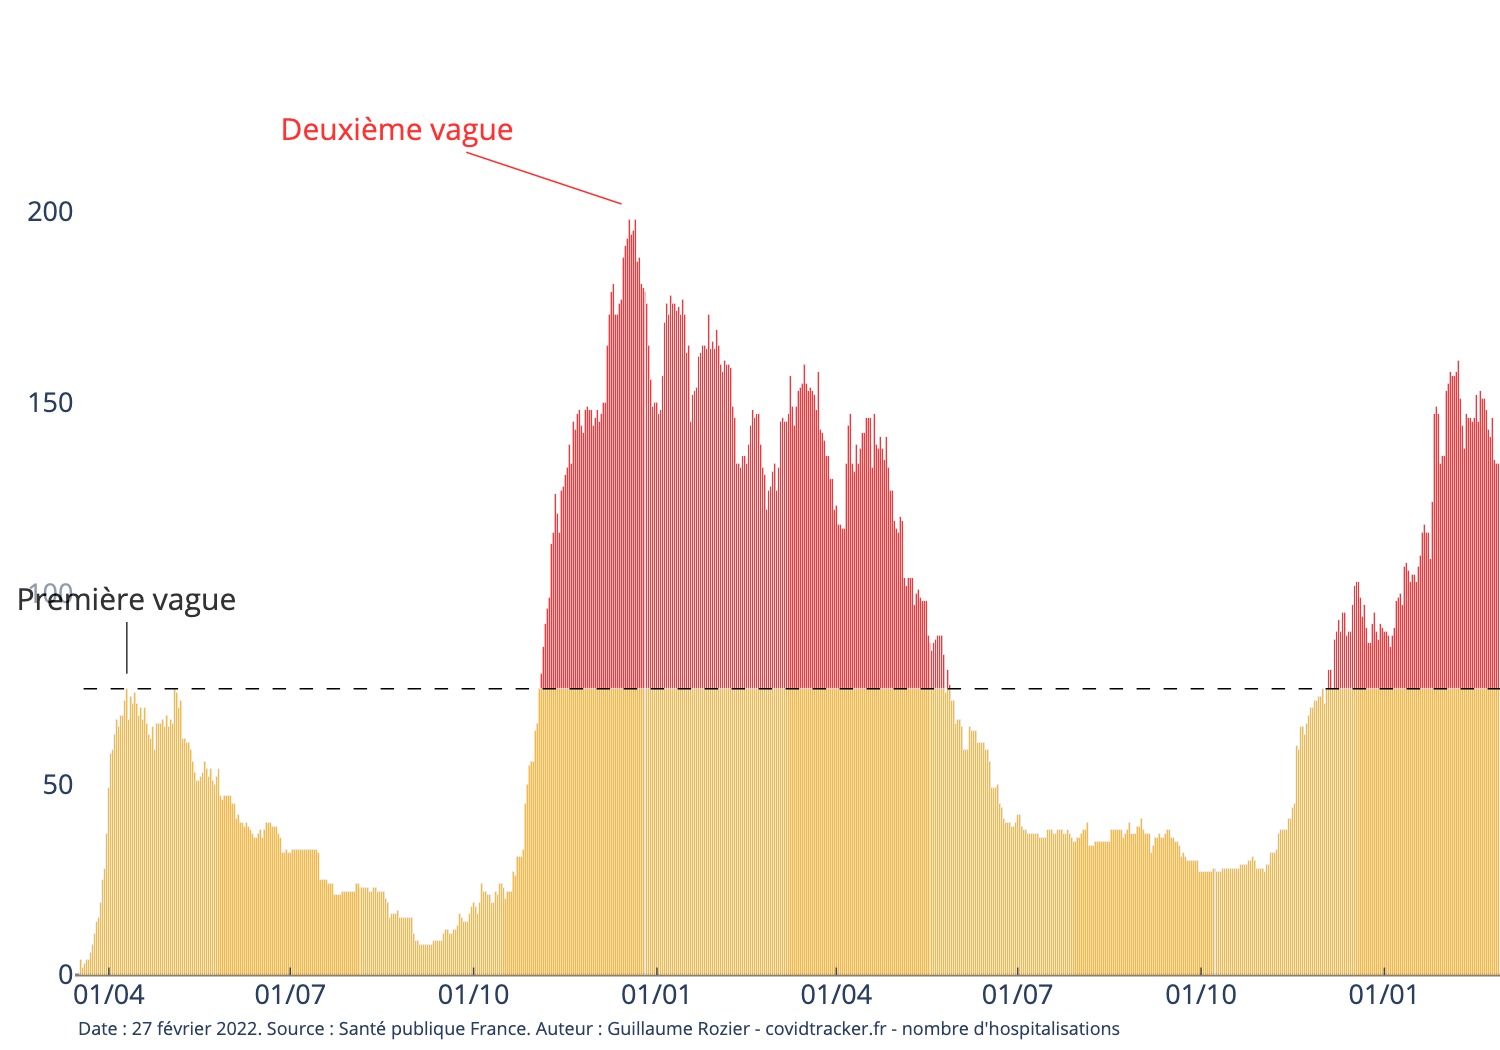 Deuxième vague
200
150
100
Première vague
50
0
01/04 01/07 01/10 01/01 01/04 01/07 01/10 01/01
Date : 27 février 2022. Source : Santé publique France. Auteur : Guillaume Rozier - covidtracker.fr - nombre d'hospitalisations